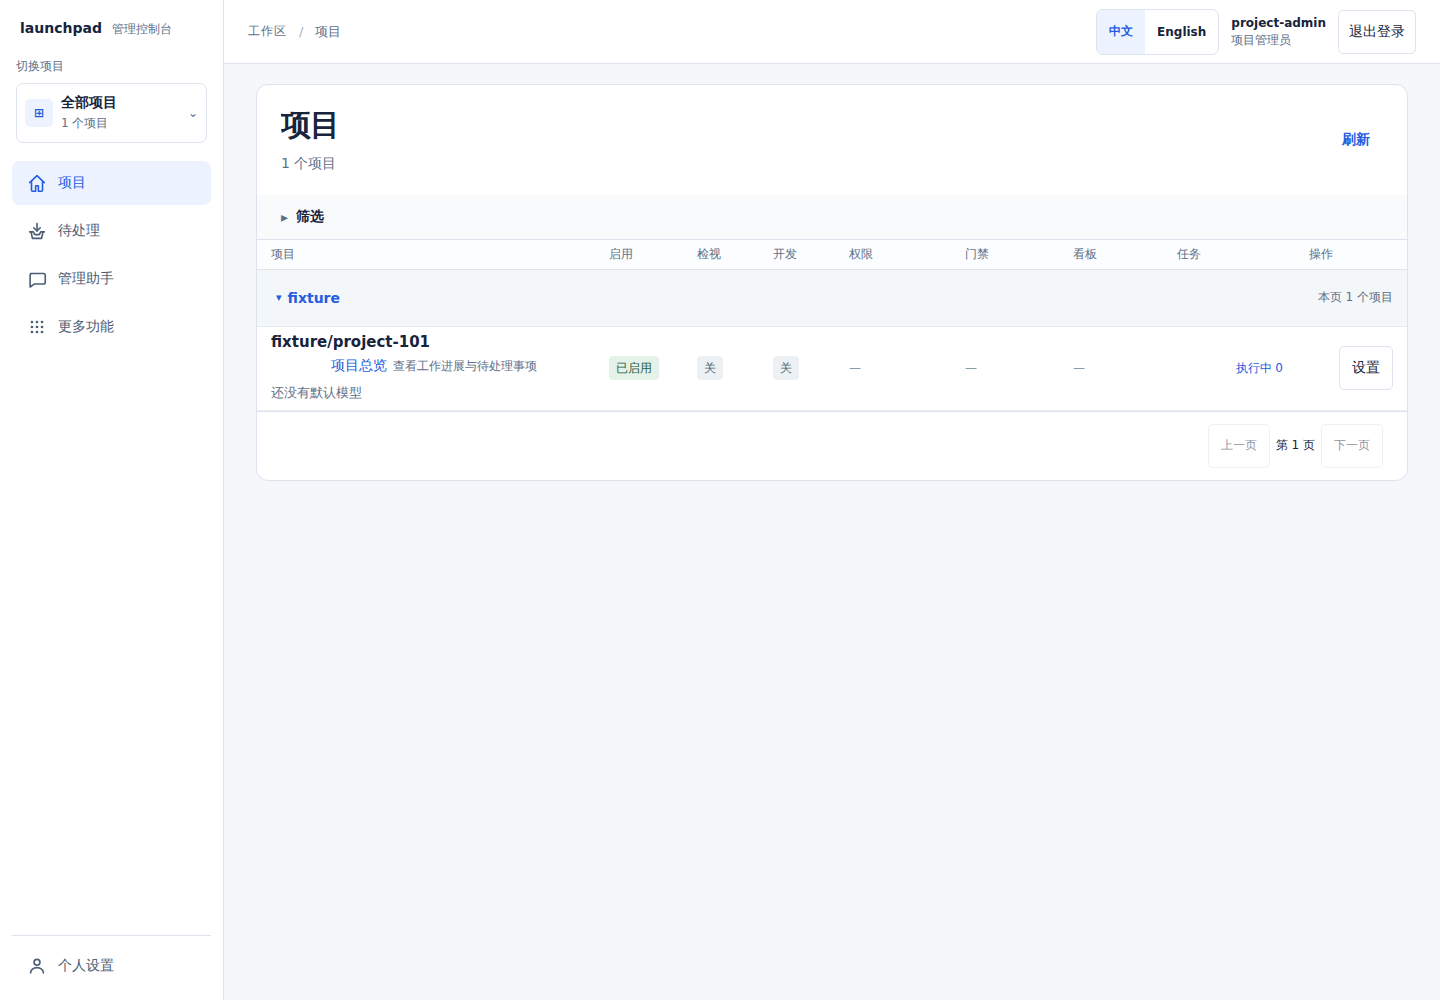 launchpad 管理控制台
切换项目
全部项目
1 个项目
项目
待处理
管理助手
更多功能
个人设置
工作区 / 项目
中文 English
project-admin
项目管理员
退出登录
项目
1 个项目
刷新
筛选
项目 启用 检视 开发 权限 门禁 看板 任务 操作
fixture
本页 1 个项目
fixture/project-101
项目总览 查看工作进展与待处理事项
还没有默认模型
已启用 关 关 — — — 执行中 0 设置
上一页 第 1 页 下一页